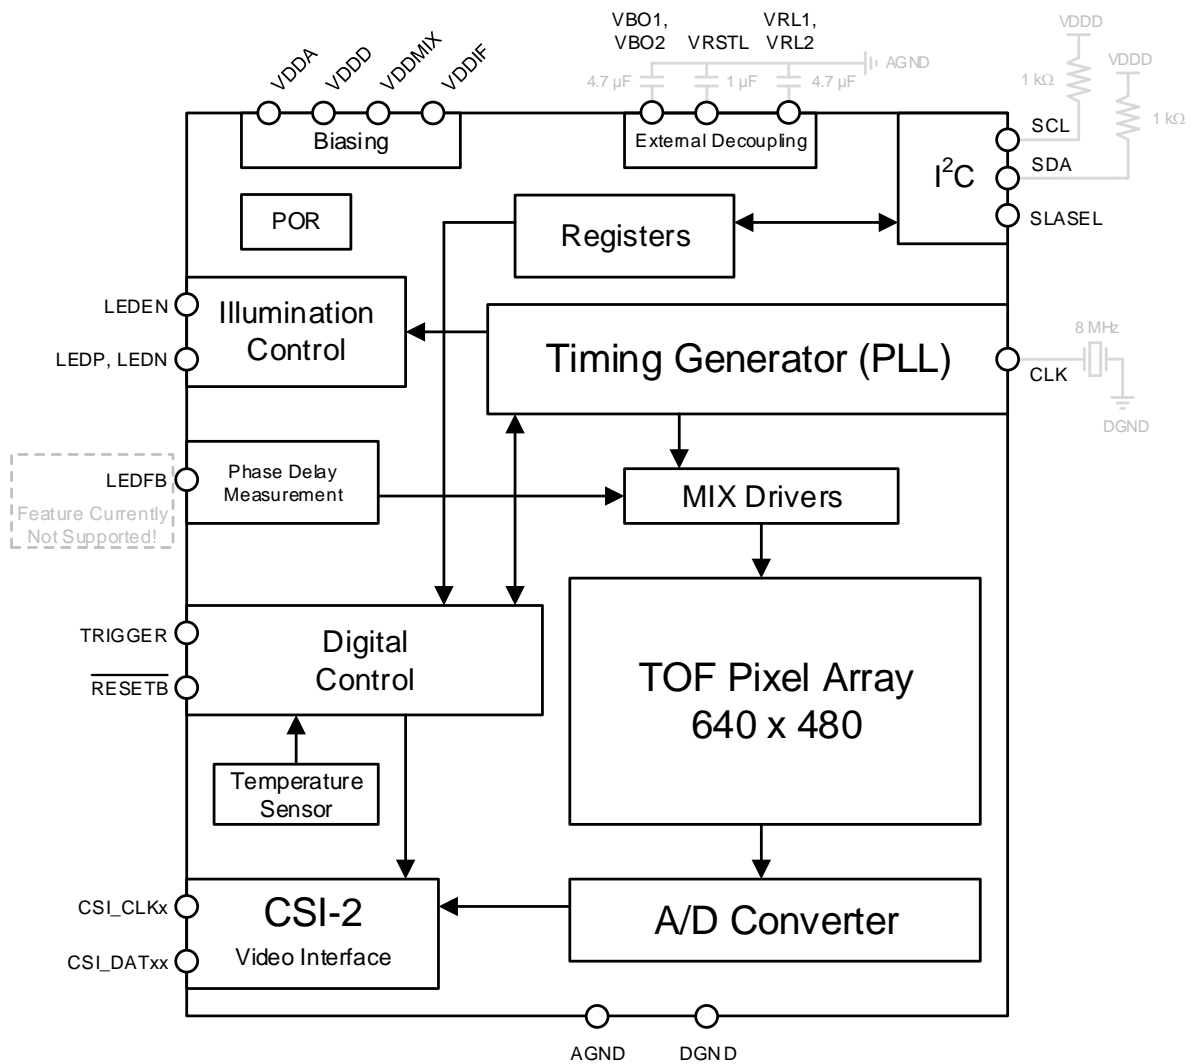 VBO1,
VBO2
VRSTL
VRL1,
VRL2
VDDD
VDDD
VDDA
VDDD
VDDMIX
VDDIF
4.7 µF
1 µF
4.7 µF
AGND
1 kΩ
1 kΩ
Biasing
External Decoupling
I²C
SCL
SDA
SLASEL
POR
Registers
LEDEN
LEDP, LEDN
Illumination
Control
Timing Generator (PLL)
8 MHz
CLK
DGND
LEDFB
Feature Currently
Not Supported!
Phase Delay
Measurement
MIX Drivers
TRIGGER
RESETB
Digital
Control
TOF Pixel Array
640 x 480
Temperature
Sensor
CSI_CLKx
CSI_DATxx
CSI-2
Video Interface
A/D Converter
AGND
DGND